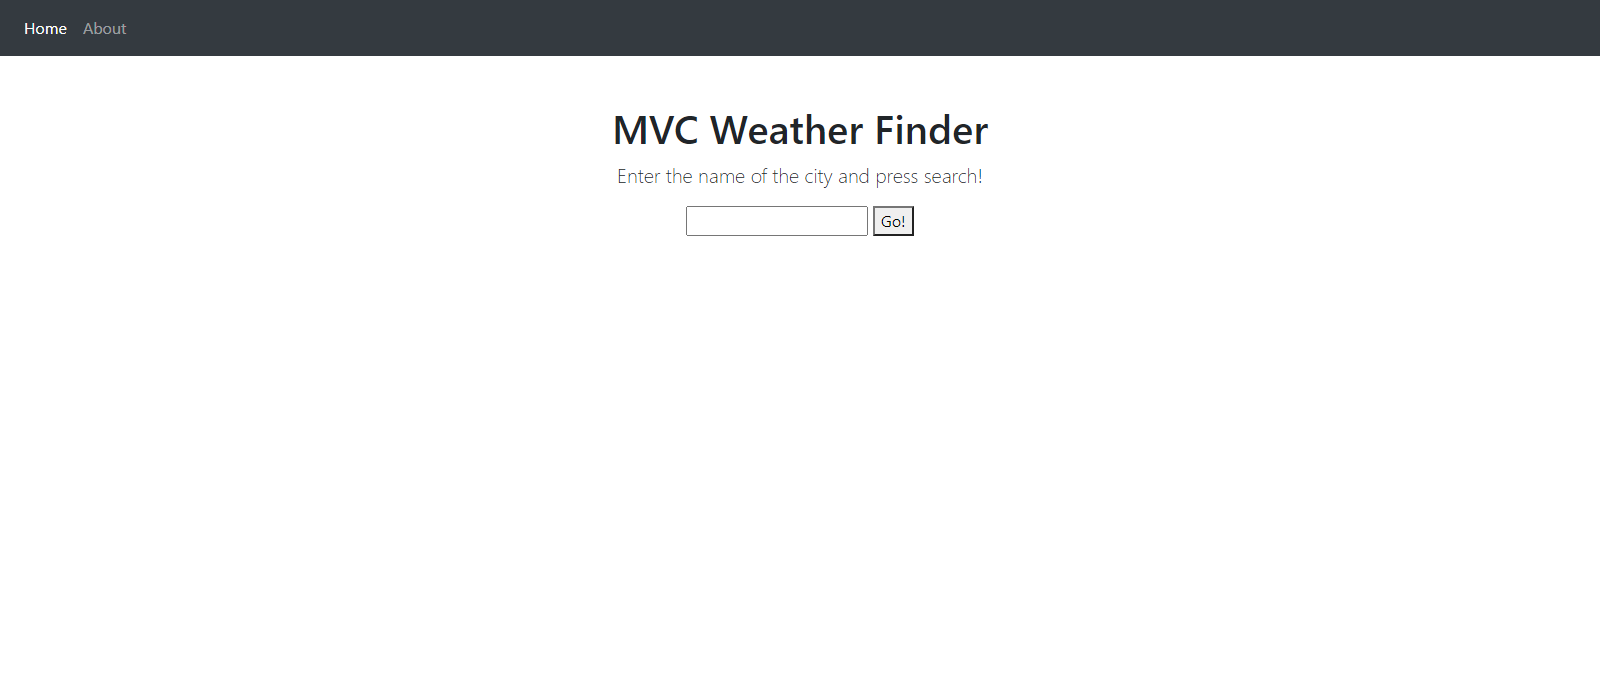 Home About
MVC Weather Finder
Enter the name of the city and press search!
Go!